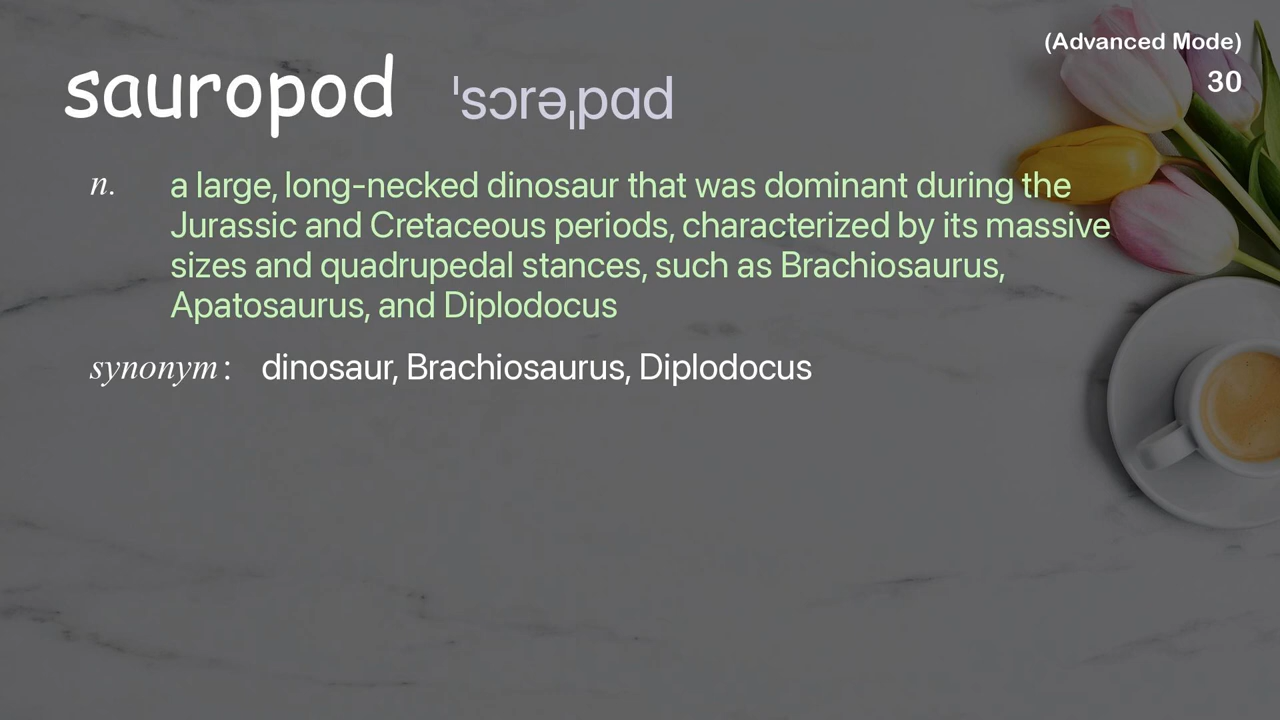 (Advanced Mode)
30
sauropod ˈsɔrəˌpɑd
n. a large, long-necked dinosaur that was dominant during the
Jurassic and Cretaceous periods, characterized by its massive
sizes and quadrupedal stances, such as Brachiosaurus,
Apatosaurus, and Diplodocus
synonym: dinosaur, Brachiosaurus, Diplodocus